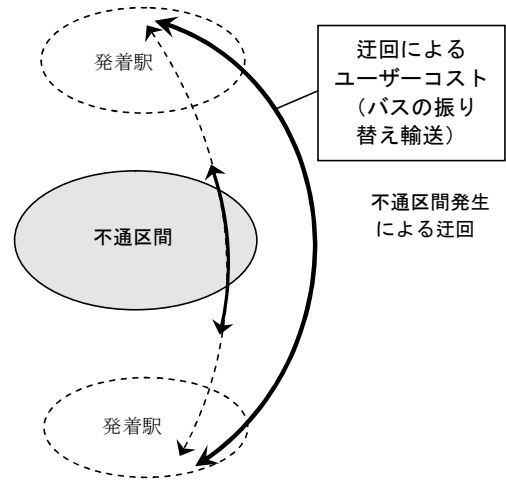 発着駅
迂回による
ユーザーコスト
（バスの振り
替え輸送）
不通区間発生
による迂回
不通区間
発着駅